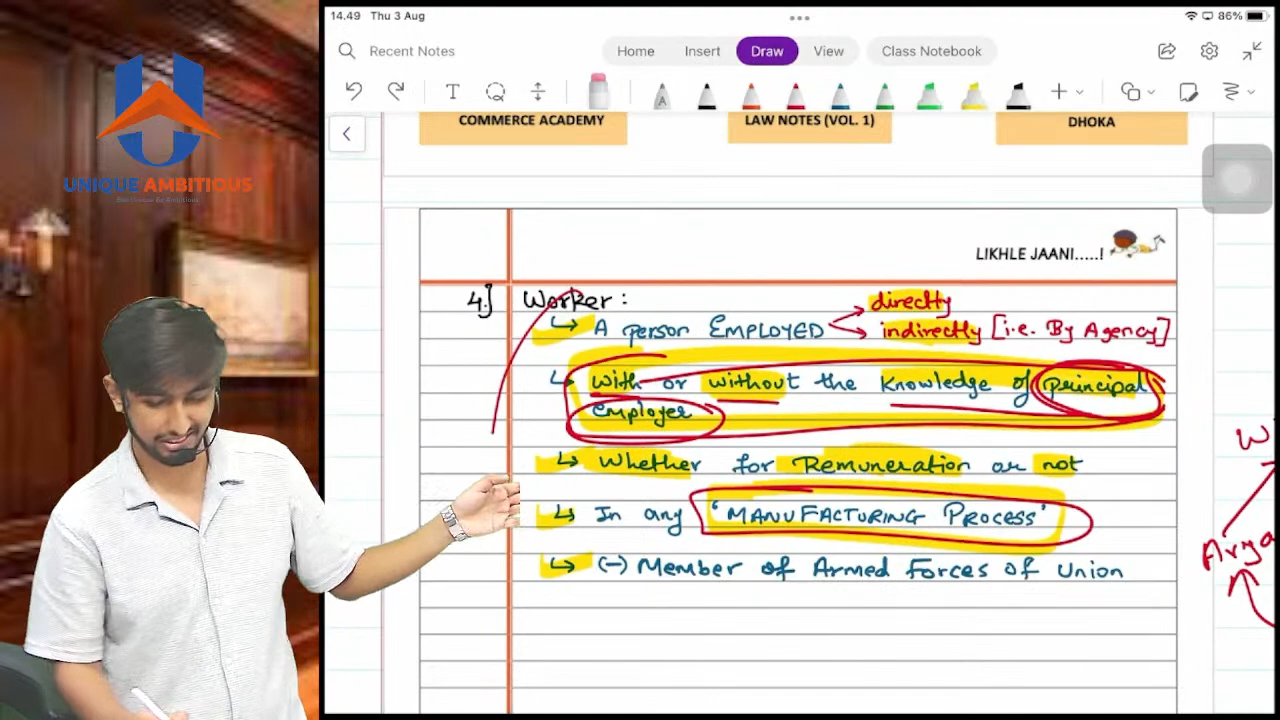 14.49 Thu 3 Aug
86%
Recent Notes
Home Insert Draw View Class Notebook
COMMERCE ACADEMY
LAW NOTES (VOL. 1)
DHOKA
UNIQUE AMBITIOUS
LIKHLE JAANI.....!
4.] Worker :
↳ A person EMPLOYED directly
indirectly [i.e. By Agency]
↳ With or without the knowledge of principal
employer
↳ Whether for Remuneration or not
↳ In any 'MANUFACTURING PROCESS'
↳ (-) Member of Armed Forces of Union
W
Arya